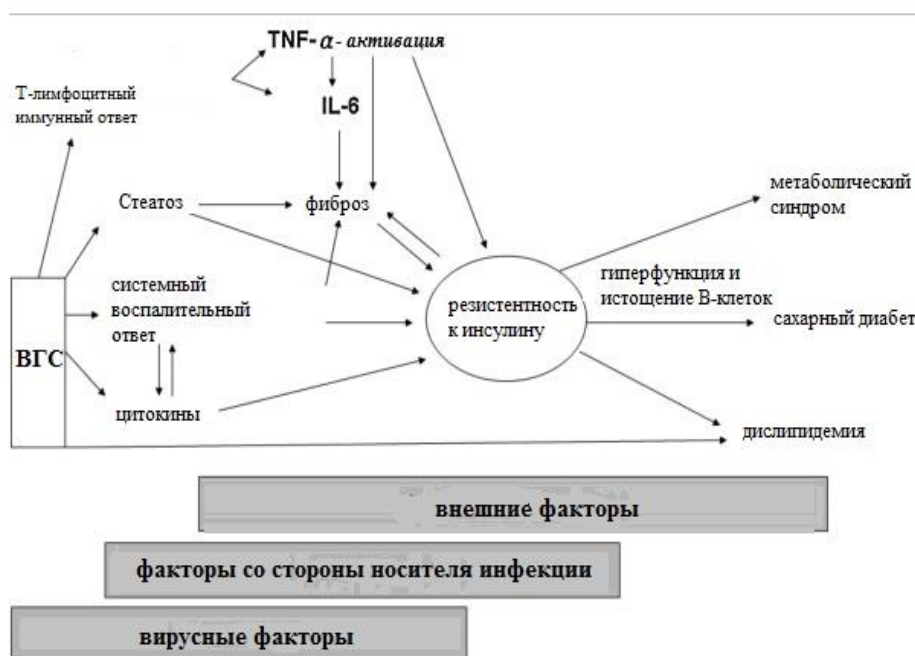 TNF-α- активация
Т-лимфоцитный
иммунный ответ
IL-6
Стеатоз
фиброз
метаболический
синдром
системный
воспалительный
ответ
резистентность
к инсулину
гиперфункция и
истощение В-клеток
сахарный диабет
ВГС
цитокины
дислипидемия
внешние факторы
факторы со стороны носителя инфекции
вирусные факторы